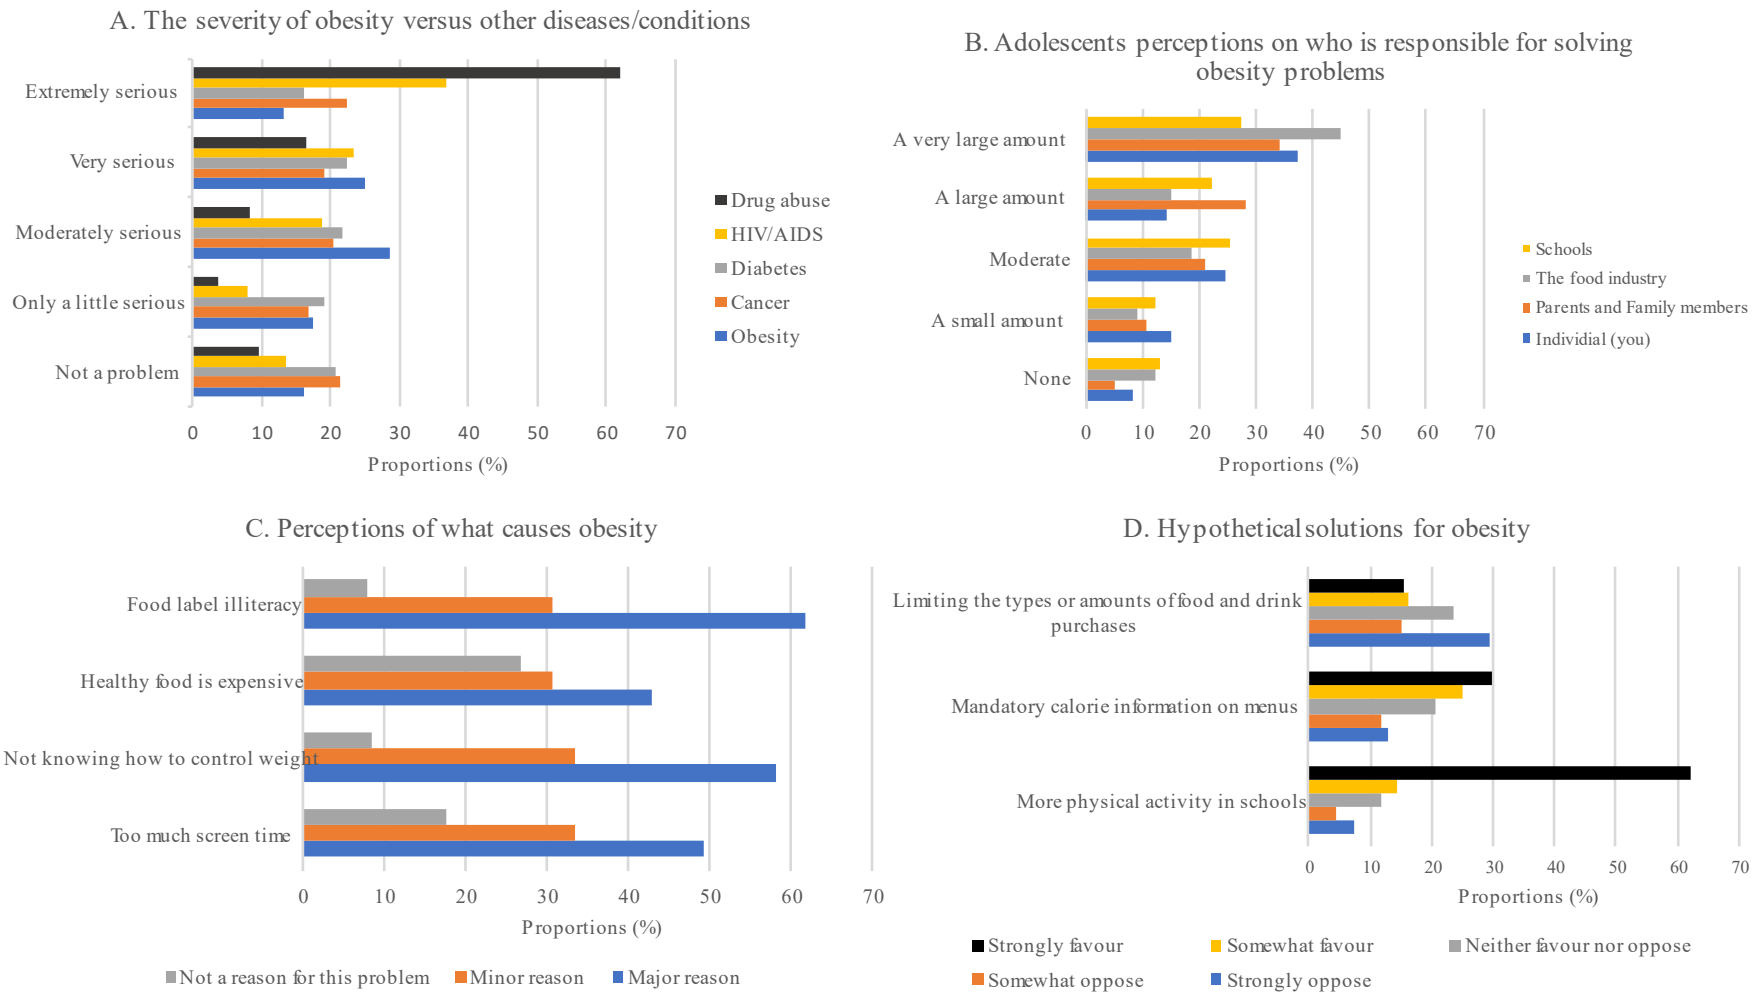 A. The severity of obesity versus other diseases/conditions
Extremely serious
Very serious
Moderately serious
Only a little serious
Not a problem
0 10 20 30 40 50 60 70
Proportions (%)
Drug abuse
HIV/AIDS
Diabetes
Cancer
Obesity
B. Adolescents perceptions on who is responsible for solving
obesity problems
A very large amount
A large amount
Moderate
A small amount
None
0 10 20 30 40 50 60 70
Proportions (%)
Schools
The food industry
Parents and Family members
Individial (you)
C. Perceptions of what causes obesity
Food label illiteracy
Healthy food is expensive
Not knowing how to control weight
Too much screen time
0 10 20 30 40 50 60 70
Proportions (%)
Not a reason for this problem Minor reason Major reason
D. Hypothetical solutions for obesity
Limiting the types or amounts of food and drink
purchases
Mandatory calorie information on menus
More physical activity in schools
0 10 20 30 40 50 60 70
Proportions (%)
Strongly favour Somewhat favour Neither favour nor oppose
Somewhat oppose Strongly oppose